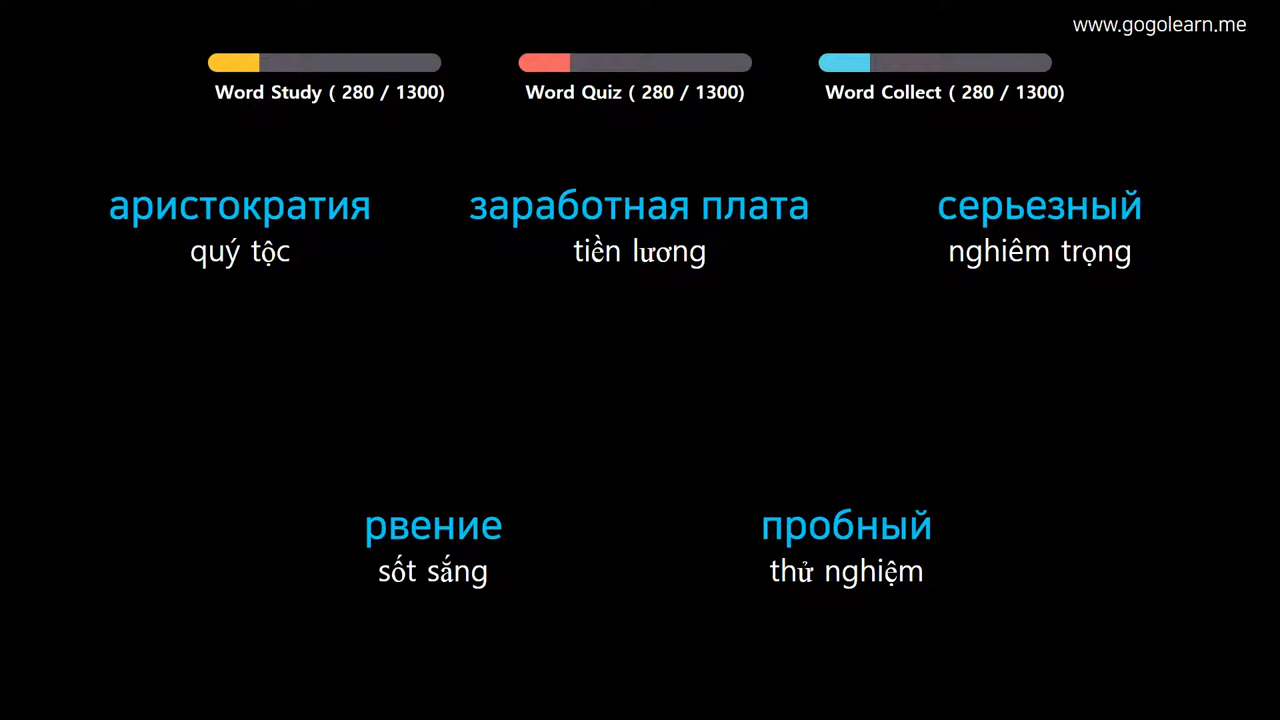 www.gogolearn.me
Word Study ( 280 / 1300)
Word Quiz ( 280 / 1300)
Word Collect ( 280 / 1300)
аристократия
quý tộc
заработная плата
tiền lương
серьезный
nghiêm trọng
рвение
sốt sắng
пробный
thử nghiệm